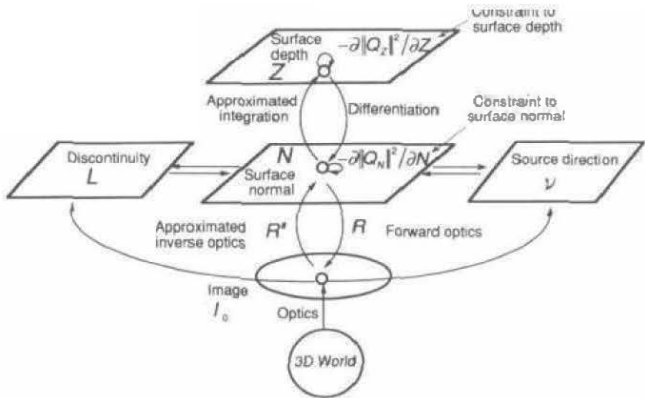 Constraint to
surface depth
Surface
depth
Z
−∂‖Q_Z‖²/∂Z
Approximated
integration
Differentiation
Constraint to
surface normal
Discontinuity
L
N
Surface
normal
−∂‖Q_N‖²/∂N
Source direction
ν
Approximated
inverse optics
R#
R
Forward optics
Image
I₀
Optics
3D World